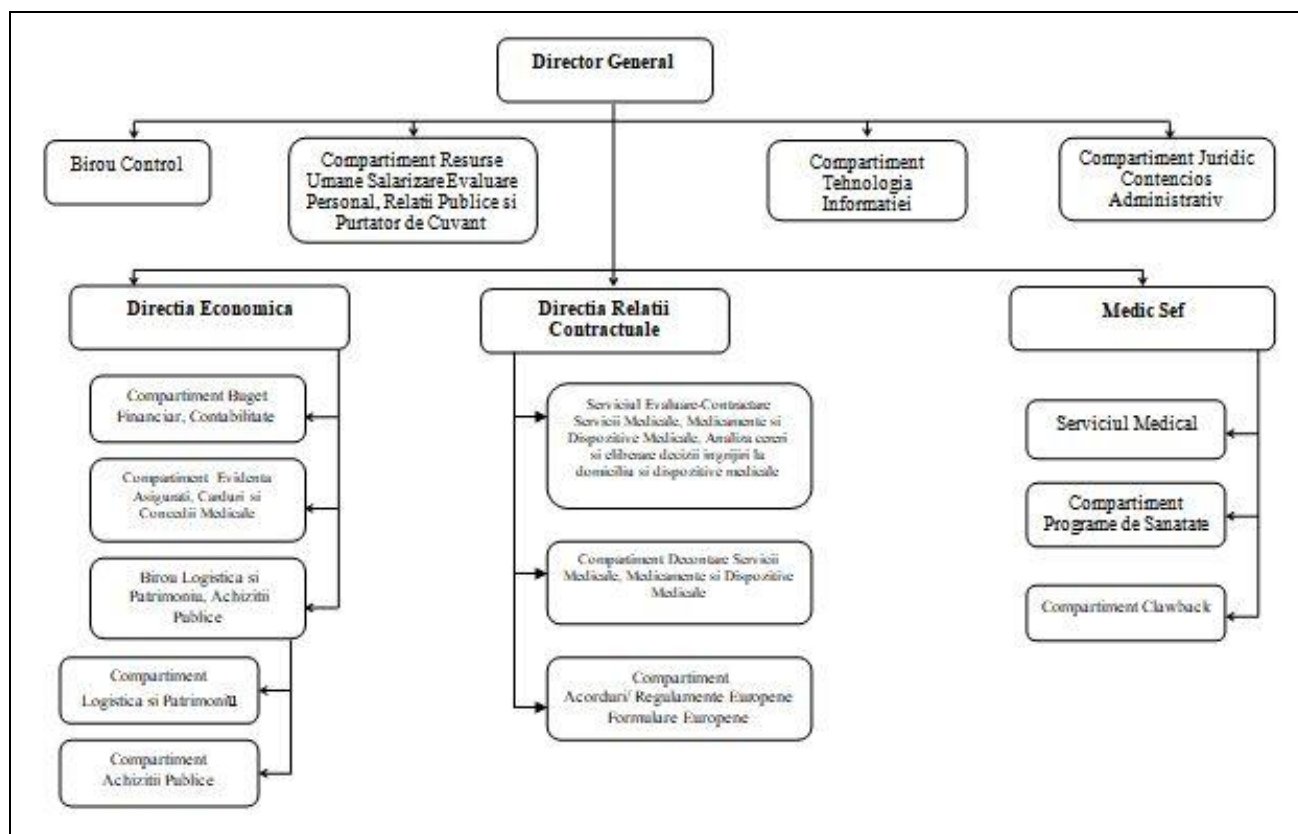 Director General
Birou Control
Compartiment Resurse
Umane Salarizare Evaluare
Personal, Relatii Publice si
Purtator de Cuvant
Compartiment
Tehnologia
Informatiei
Compartiment Juridic
Contencios
Administrativ
Directia Economica
Directia Relatii
Contractuale
Medic Sef
Compartiment Buget
Financiar, Contabilitate
Compartiment Evidenta
Asigurati, Carduri si
Concedii Medicale
Birou Logistica si
Patrimoniu, Achizitii
Publice
Compartiment
Logistica si Patrimoniu
Compartiment
Achizitii Publice
Serviciul Evaluare-Contractare
Servicii Medicale, Medicamente si
Dispozitive Medicale, Analiza cereri
si eliberare decizii ingrijiri la
domiciliu si dispozitive medicale
Compartiment Decontare Servicii
Medicale, Medicamente si Dispozitive
Medicale
Compartiment
Acorduri/ Regulamente Europene
Formulare Europene
Serviciul Medical
Compartiment
Programe de Sanatate
Compartiment Clawback